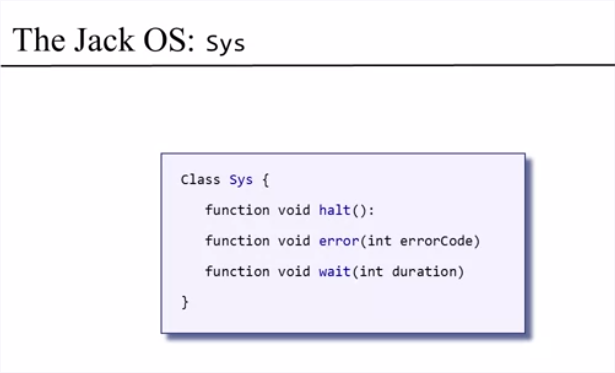 The Jack OS: Sys
Class Sys {
function void halt():
function void error(int errorCode)
function void wait(int duration)
}